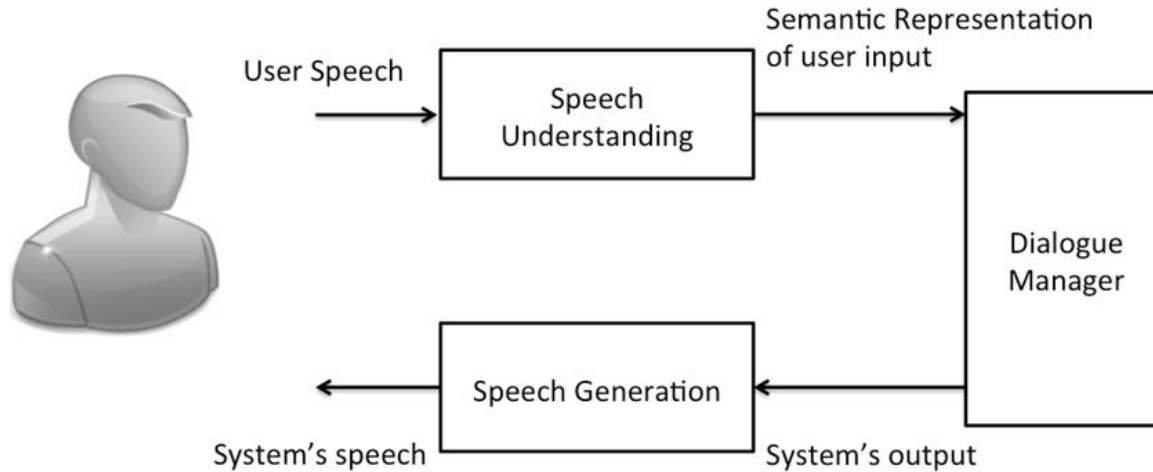 User Speech
Speech
Understanding
Semantic Representation
of user input
Dialogue
Manager
Speech Generation
System's speech
System's output